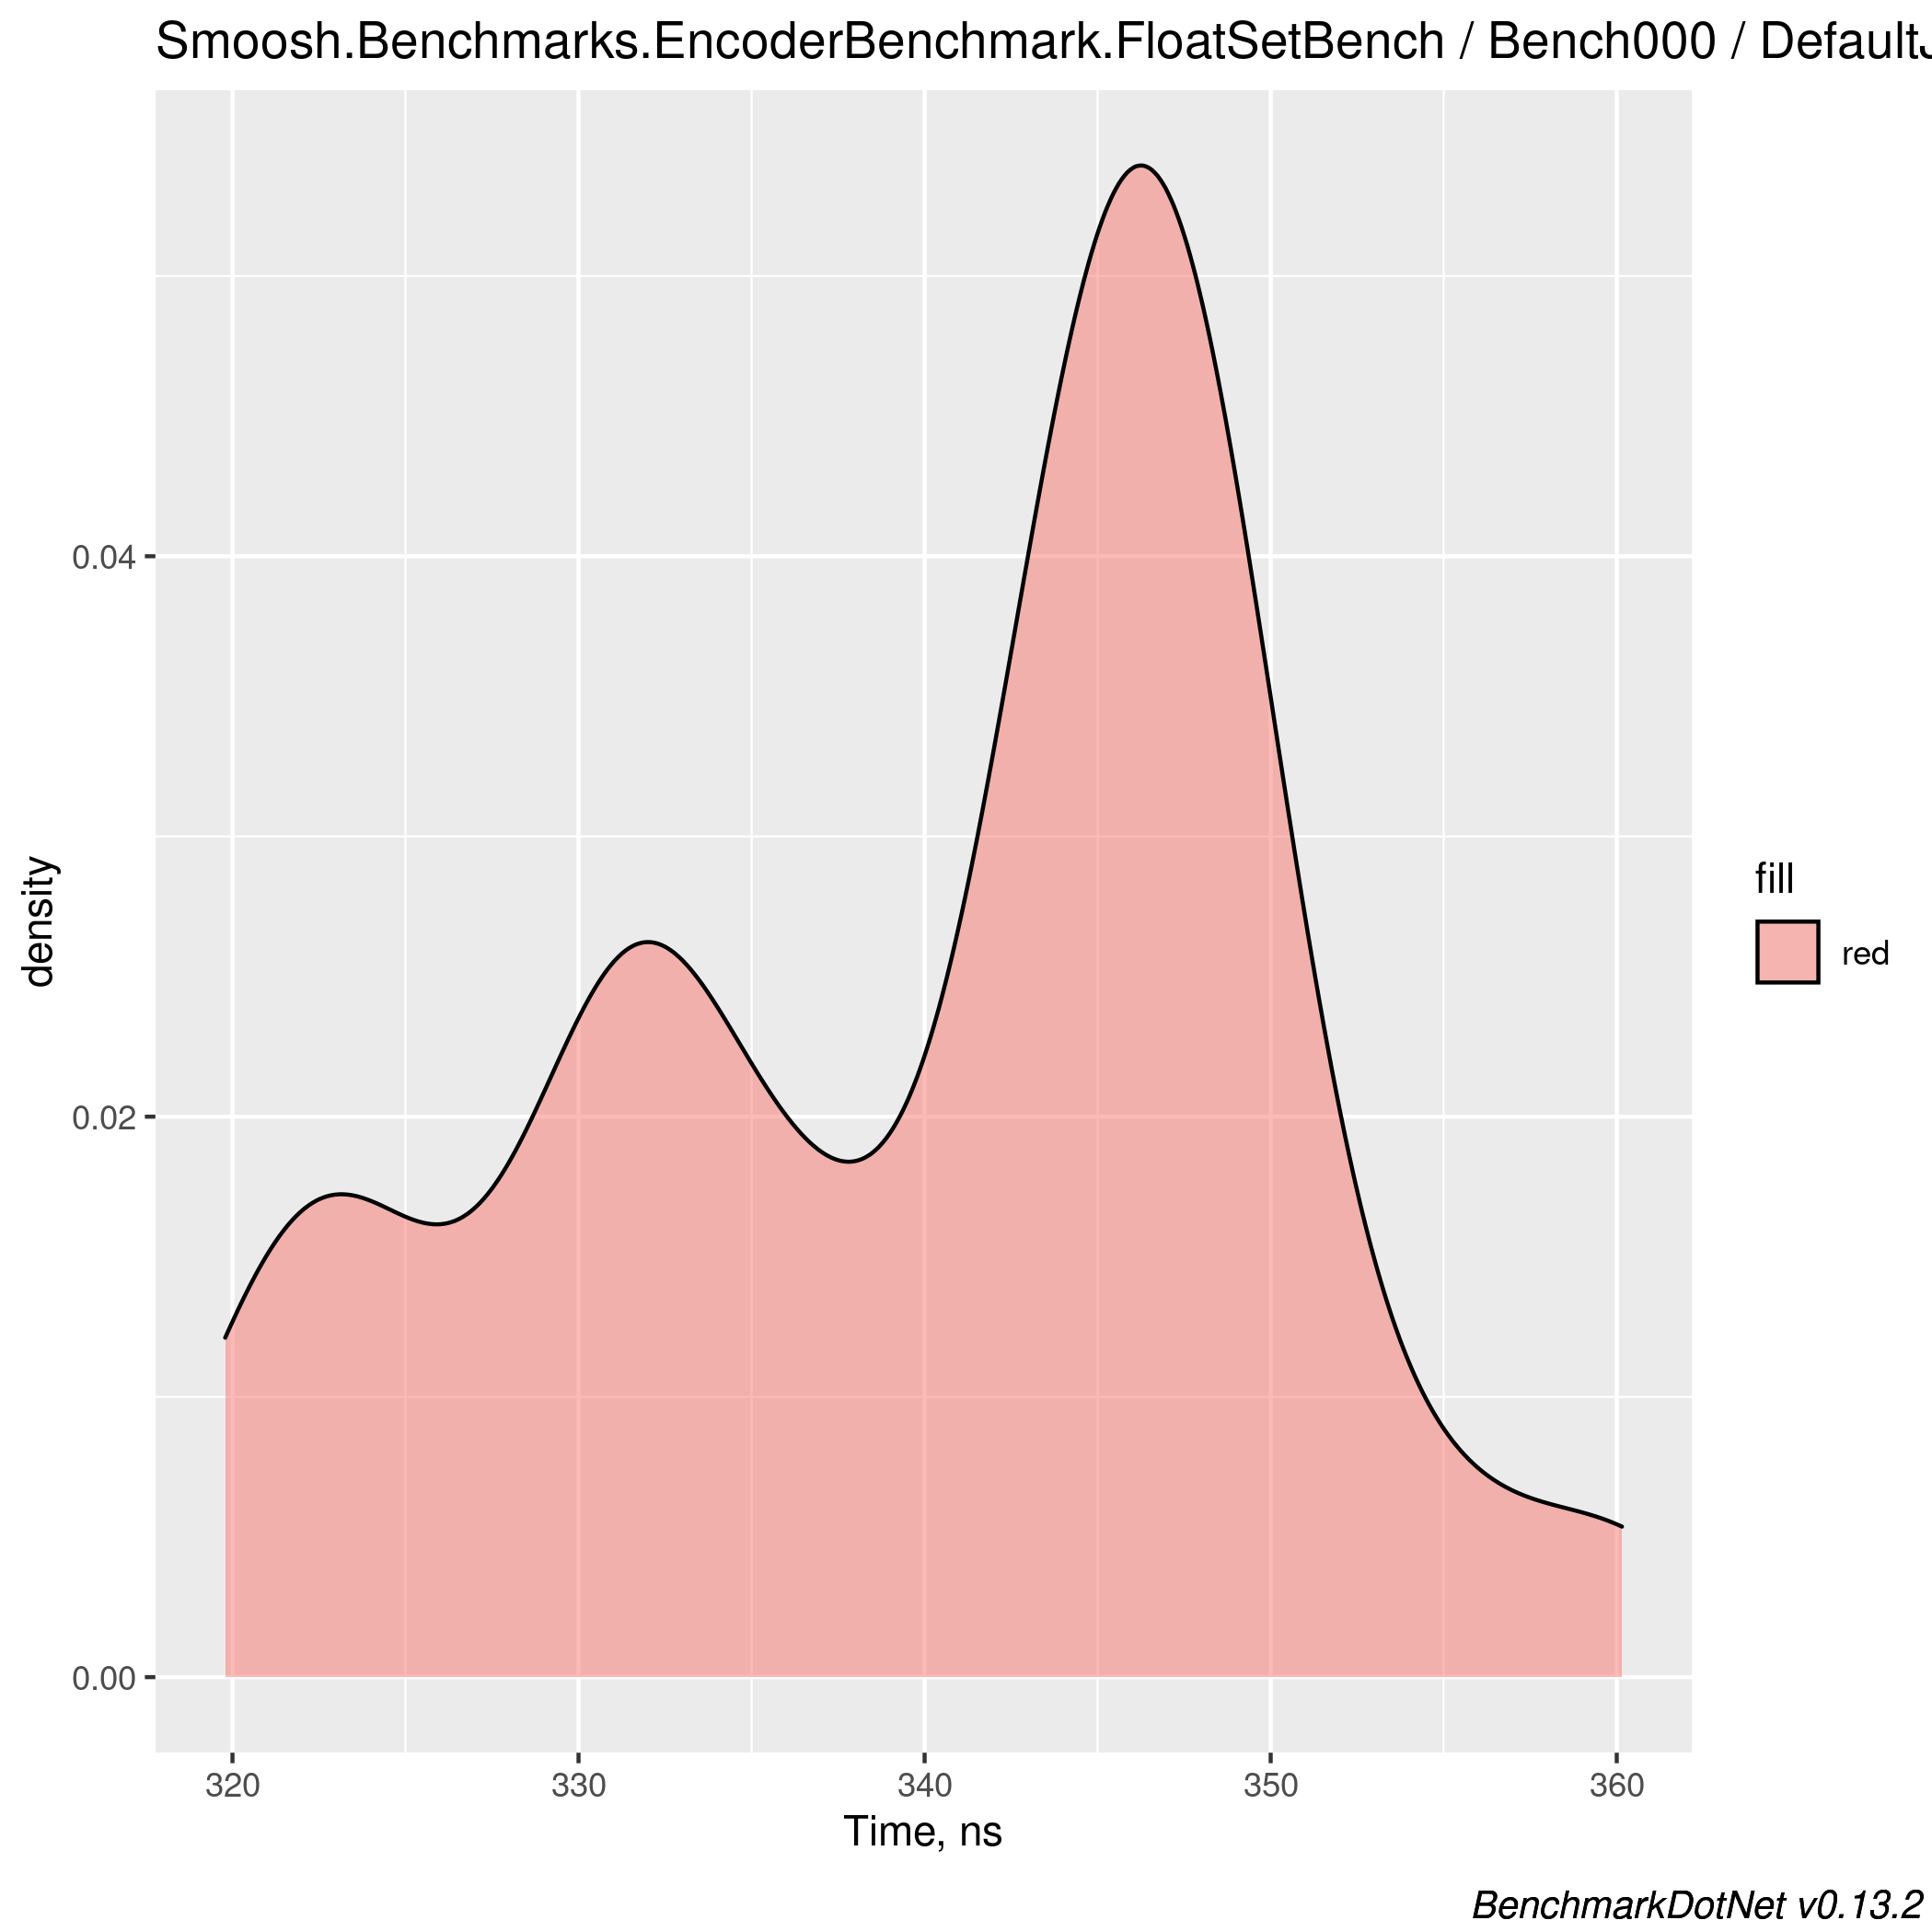 Smoosh.Benchmarks.EncoderBenchmark.FloatSetBench / Bench000 / Default
density
0.04
0.02
0.00
320 330 340 350 360
Time, ns
fill
red
BenchmarkDotNet v0.13.2